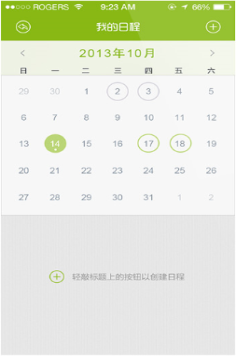 ROGERS 9:23 AM 66%
我的日程
2013年10月
日 一 二 三 四 五 六
29 30 1 2 3 4 5
6 7 8 9 10 11 12
13 14 15 16 17 18 19
20 21 22 23 24 25 26
27 28 29 30 31 1 2
轻敲标题上的按钮以创建日程